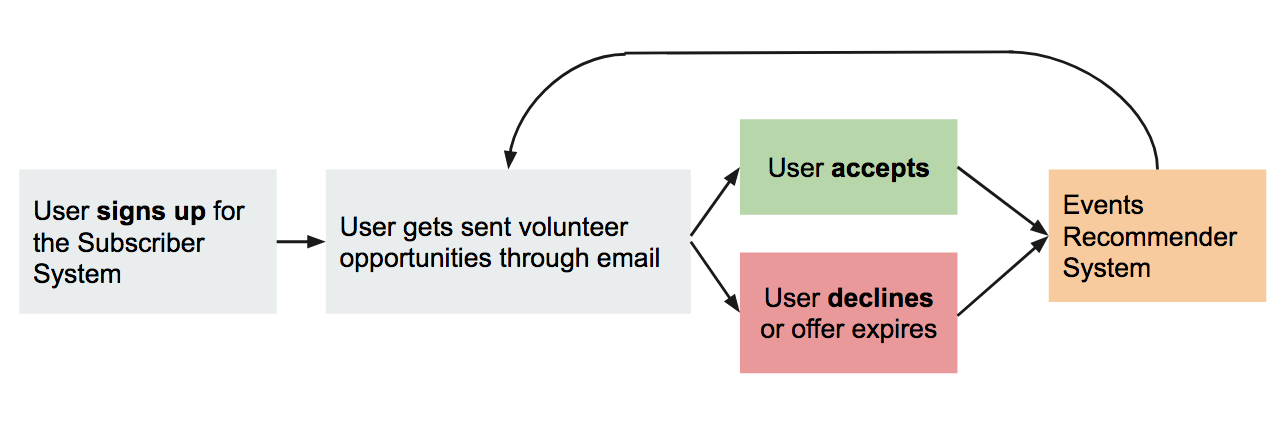 User signs up for
the Subscriber
System
User gets sent volunteer
opportunities through email
User accepts
User declines
or offer expires
Events
Recommender
System